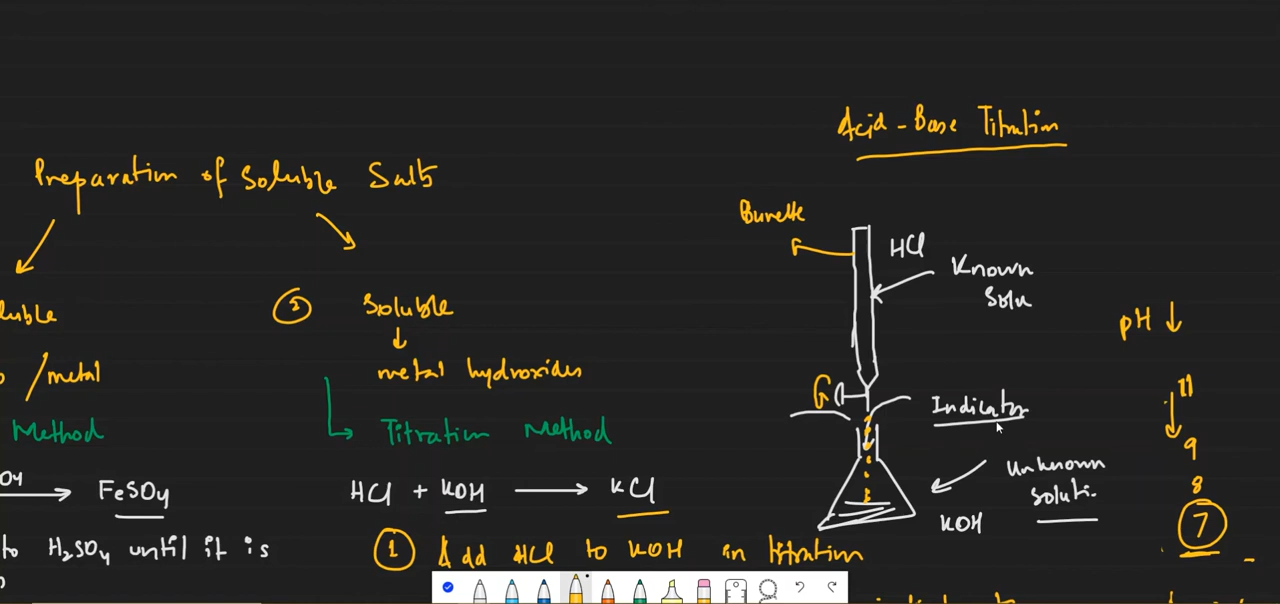 Acid - Base Titration
Preparation of Soluble Salts
Burette
HCl
Known
Solu
② Soluble
metal hydroxides
/metal
Method
Titration Method
pH ↓
Indicator
11
9
8
7
Unknown
soluti.
KOH
→ FeSO4
HCl + KOH → KCl
to H2SO4 until it is
① Add HCl to KOH in titration